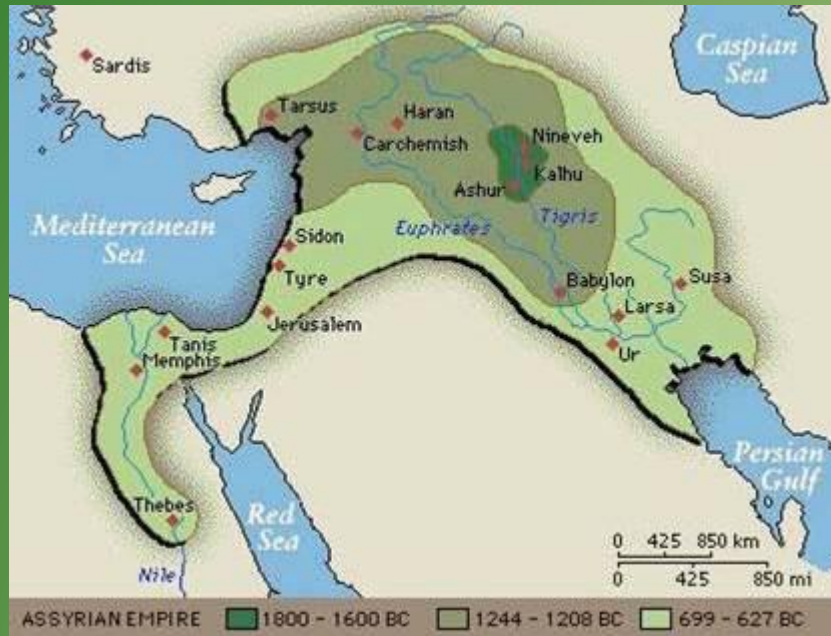 Caspian
Sea
Sardis
Tarsus
Haran
Carchemish
Nineveh
Kalhu
Ashur
Tigris
Mediterranean
Sea
Euphrates
Sidon
Tyre
Babylon
Susa
Larsa
Jerusalem
Tanis
Memphis
Ur
Persian
Gulf
Thebes
Red
Sea
Nile
0 425 850 km
0 425 850 mi
ASSYRIAN EMPIRE 1800 - 1600 BC 1244 - 1208 BC 699 - 627 BC